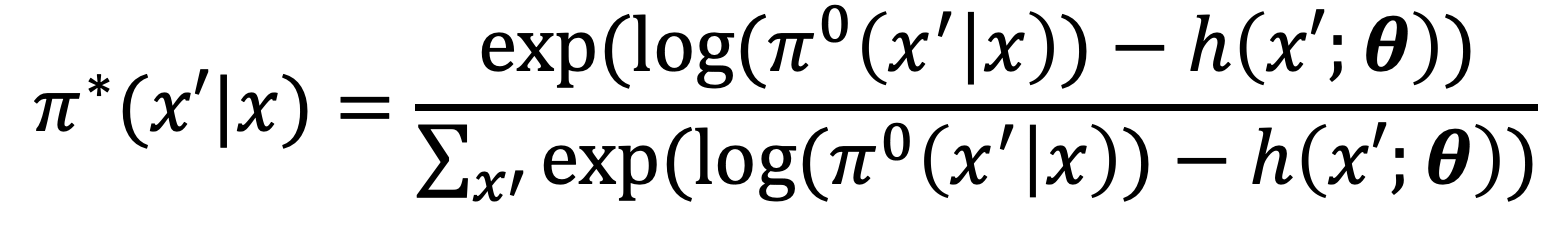 π*(x′|x) = exp(log(π⁰(x′|x)) − h(x′; θ)) / ∑ₓ′ exp(log(π⁰(x′|x)) − h(x′; θ))